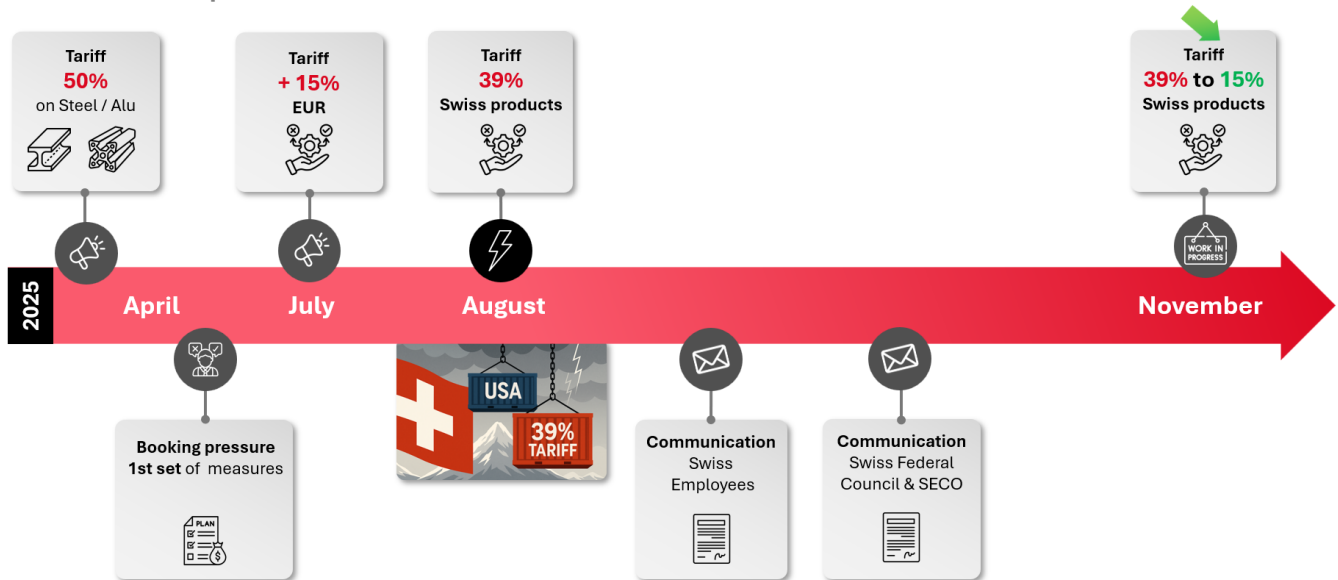 Tariff
50%
on Steel / Alu
Tariff
+ 15%
EUR
Tariff
39%
Swiss products
Tariff
39% to 15%
Swiss products
WORK IN
PROGRESS
2025
April
July
August
November
USA
39%
TARIFF
Booking pressure
1st set of measures
PLAN
Communication
Swiss
Employees
Communication
Swiss Federal
Council & SECO